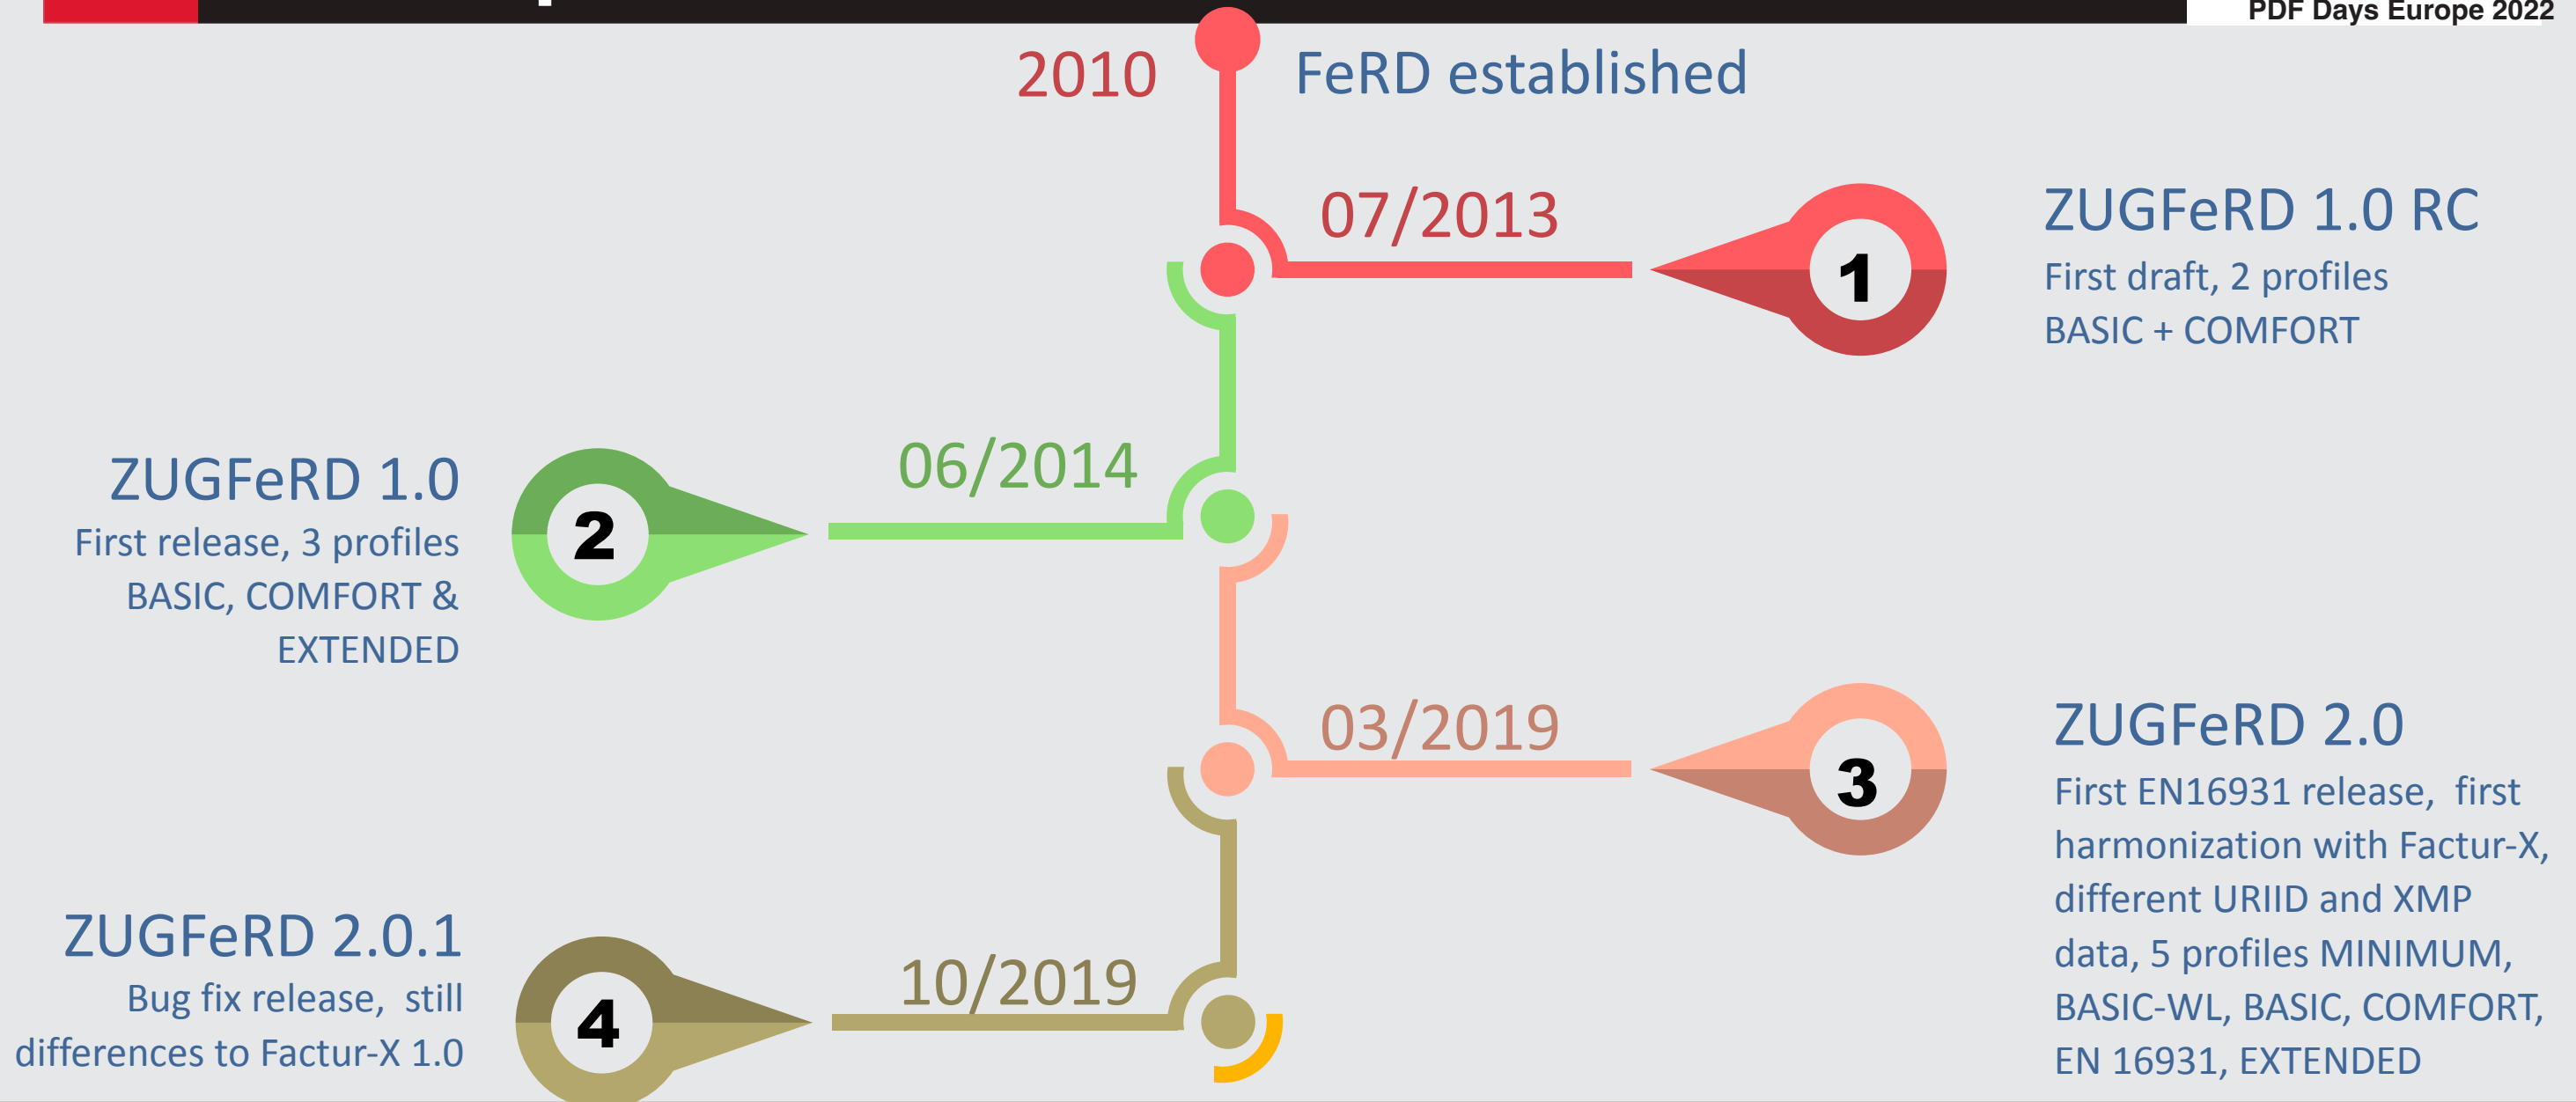 PDF Days Europe 2022
2010
FeRD established
07/2013
1
ZUGFeRD 1.0 RC
First draft, 2 profiles
BASIC + COMFORT
ZUGFeRD 1.0
First release, 3 profiles
BASIC, COMFORT &
EXTENDED
2
06/2014
03/2019
3
ZUGFeRD 2.0
First EN16931 release,  first
harmonization with Factur-X,
different URIID and XMP
data, 5 profiles MINIMUM,
BASIC-WL, BASIC, COMFORT,
EN 16931, EXTENDED
ZUGFeRD 2.0.1
Bug fix release,  still
differences to Factur-X 1.0
4
10/2019